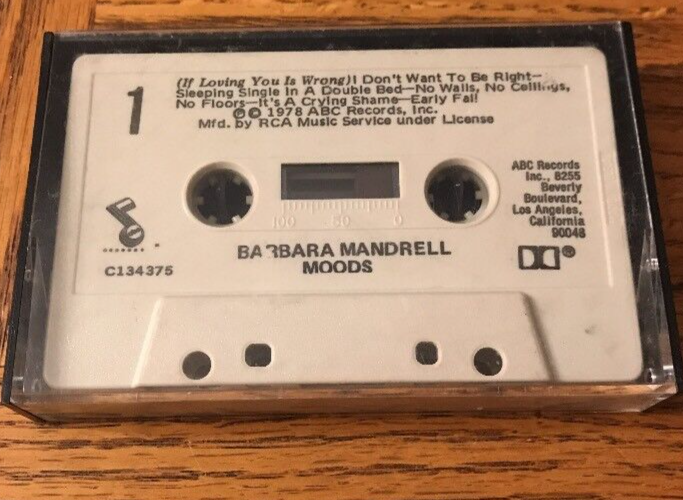 1
(If Loving You Is Wrong) I Don't Want To Be Right—
Sleeping Single In A Double Bed—No Walls, No Ceilings,
No Floors—It's A Crying Shame—Early Fall
℗ © 1978 ABC Records, Inc.
Mfd. by RCA Music Service under License
100 50 0
ABC Records
Inc., 8255
Beverly
Boulevard,
Los Angeles,
California
90048
C134375
BARBARA MANDRELL
MOODS
®